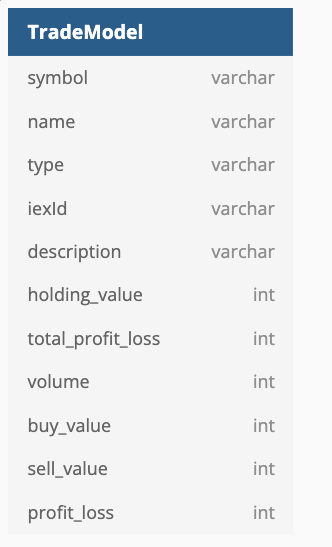 TradeModel
symbol varchar
name varchar
type varchar
iexId varchar
description varchar
holding_value int
total_profit_loss int
volume int
buy_value int
sell_value int
profit_loss int